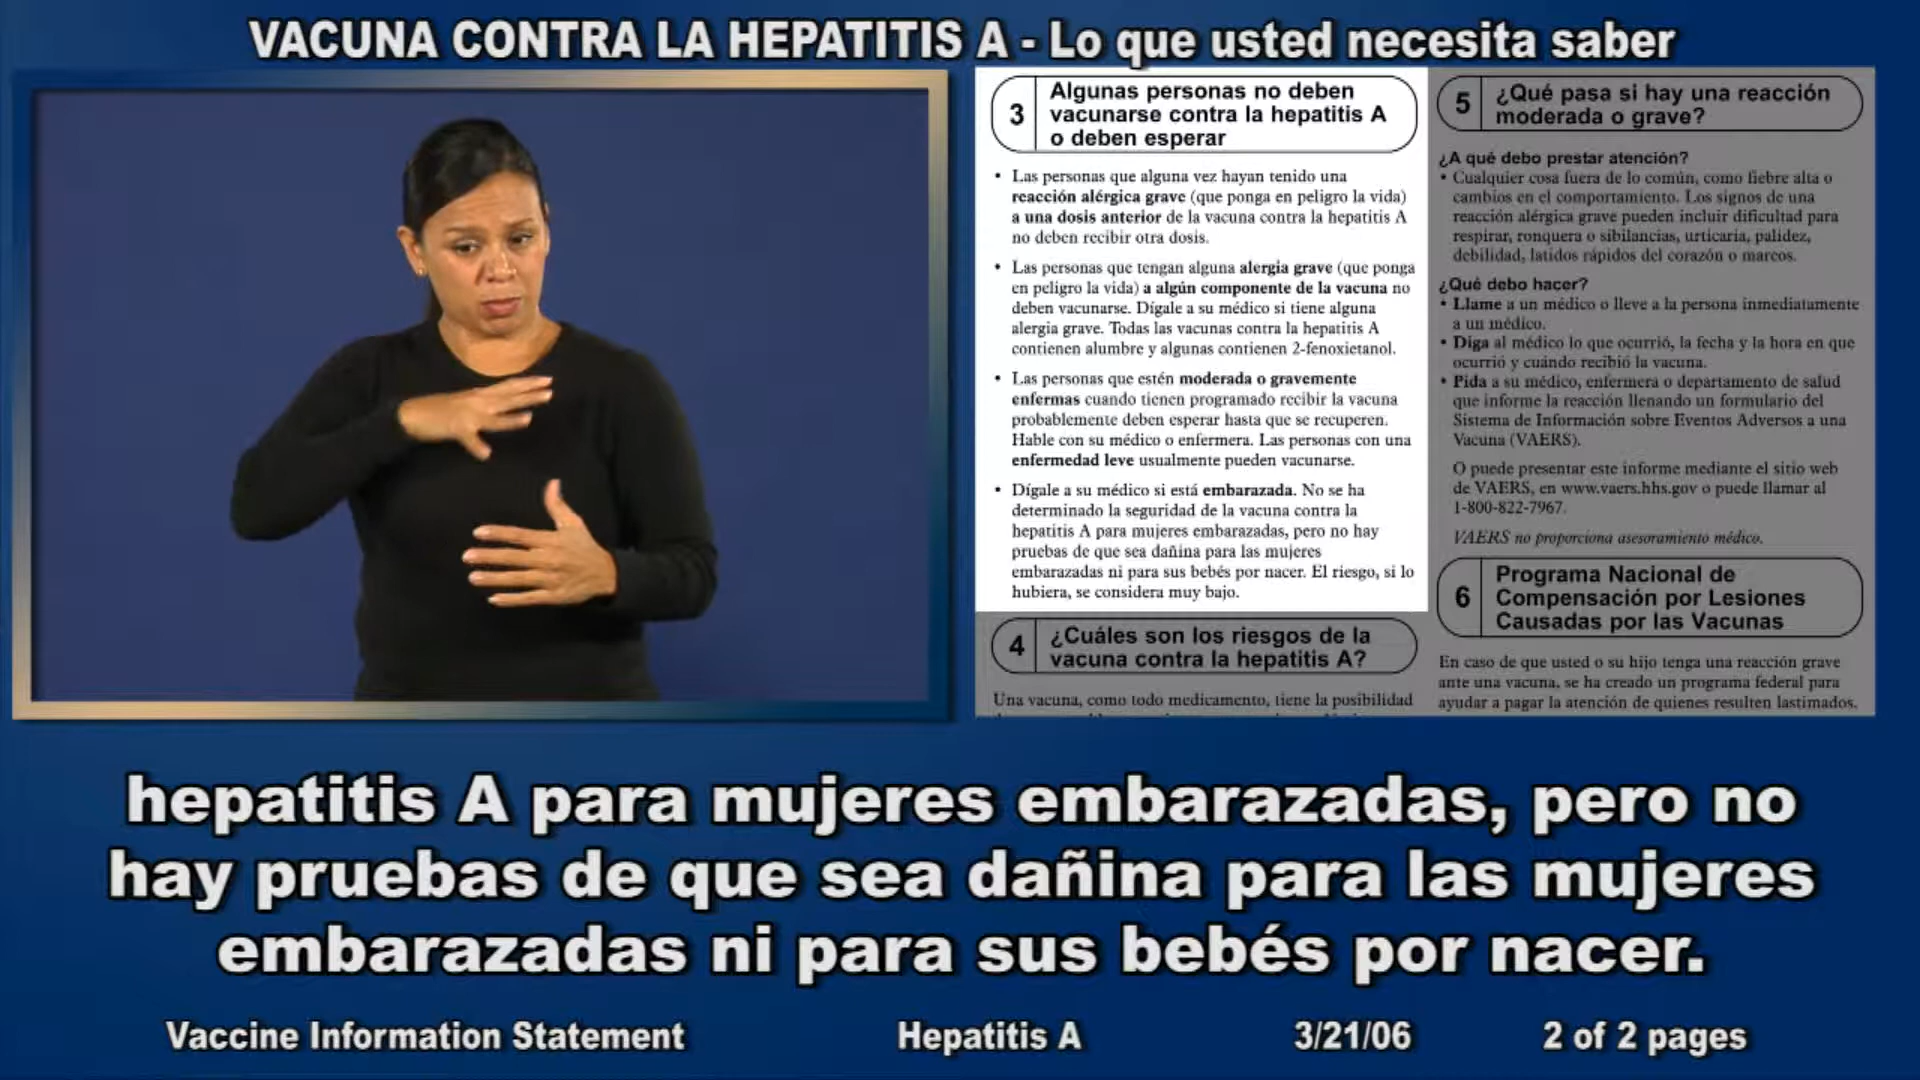 VACUNA CONTRA LA HEPATITIS A - Lo que usted necesita saber
3
Algunas personas no deben
vacunarse contra la hepatitis A
o deben esperar
• Las personas que alguna vez hayan tenido una
reacción alérgica grave (que ponga en peligro la vida)
a una dosis anterior de la vacuna contra la hepatitis A
no deben recibir otra dosis.
• Las personas que tengan alguna alergia grave (que ponga
en peligro la vida) a algún componente de la vacuna no
deben vacunarse. Dígale a su médico si tiene alguna
alergia grave. Todas las vacunas contra la hepatitis A
contienen alumbre y algunas contienen 2-fenoxietanol.
• Las personas que estén moderada o gravemente
enfermas cuando tienen programado recibir la vacuna
probablemente deben esperar hasta que se recuperen.
Hable con su médico o enfermera. Las personas con una
enfermedad leve usualmente pueden vacunarse.
• Dígale a su médico si está embarazada. No se ha
determinado la seguridad de la vacuna contra la
hepatitis A para mujeres embarazadas, pero no hay
pruebas de que sea dañina para las mujeres
embarazadas ni para sus bebés por nacer. El riesgo, si lo
hubiera, se considera muy bajo.
4
¿Cuáles son los riesgos de la
vacuna contra la hepatitis A?
Una vacuna, como todo medicamento, tiene la posibilidad
5
¿Qué pasa si hay una reacción
moderada o grave?
¿A qué debo prestar atención?
• Cualquier cosa fuera de lo común, como fiebre alta o
cambios en el comportamiento. Los signos de una
reacción alérgica grave pueden incluir dificultad para
respirar, ronquera o sibilancias, urticaria, palidez,
debilidad, latidos rápidos del corazón o mareos.
¿Qué debo hacer?
• Llame a un médico o lleve a la persona inmediatamente
a un médico.
• Diga al médico lo que ocurrió, la fecha y la hora en que
ocurrió y cuándo recibió la vacuna.
• Pida a su médico, enfermera o departamento de salud
que informe la reacción llenando un formulario del
Sistema de Información sobre Eventos Adversos a una
Vacuna (VAERS).
O puede presentar este informe mediante el sitio web
de VAERS, en www.vaers.hhs.gov o puede llamar al
1-800-822-7967.
VAERS no proporciona asesoramiento médico.
6
Programa Nacional de
Compensación por Lesiones
Causadas por las Vacunas
En caso de que usted o su hijo tenga una reacción grave
ante una vacuna, se ha creado un programa federal para
ayudar a pagar la atención de quienes resulten lastimados.
hepatitis A para mujeres embarazadas, pero no
hay pruebas de que sea dañina para las mujeres
embarazadas ni para sus bebés por nacer.
Vaccine Information Statement Hepatitis A 3/21/06 2 of 2 pages